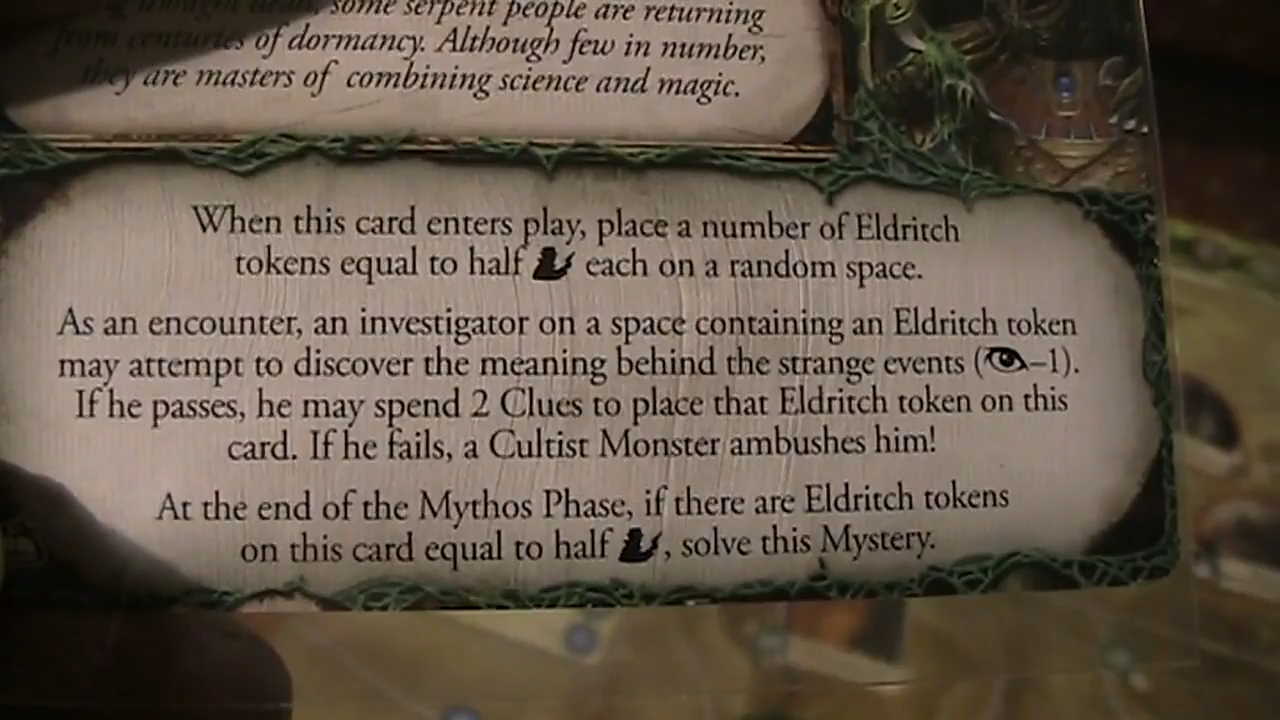 some serpent people are returning
from centuries of dormancy. Although few in number,
they are masters of combining science and magic.
When this card enters play, place a number of Eldritch
tokens equal to half each on a random space.
As an encounter, an investigator on a space containing an Eldritch token
may attempt to discover the meaning behind the strange events (–1).
If he passes, he may spend 2 Clues to place that Eldritch token on this
card. If he fails, a Cultist Monster ambushes him!
At the end of the Mythos Phase, if there are Eldritch tokens
on this card equal to half , solve this Mystery.